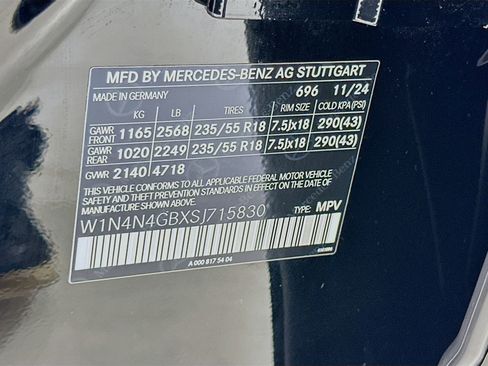 MFD BY MERCEDES-BENZ AG STUTTGART
MADE IN GERMANY 696 11/24
KG LB TIRES RIM SIZE COLD KPA (PSI)
GAWR FRONT 1165 2568 235/55 R18 7.5Jx18 290(43)
GAWR REAR 1020 2249 235/55 R18 7.5Jx18 290(43)
GVWR 2140 4718
THIS VEHICLE CONFORMS TO ALL APPLICABLE FEDERAL MOTOR VEHICLE
SAFETY AND THEFT PREVENTION STANDARDS IN EFFECT ON THE DATE OF
MANUFACTURE SHOWN ABOVE.
W1N4N4GBXSJ715830 TYPE: MPV
A 000 817 54 04